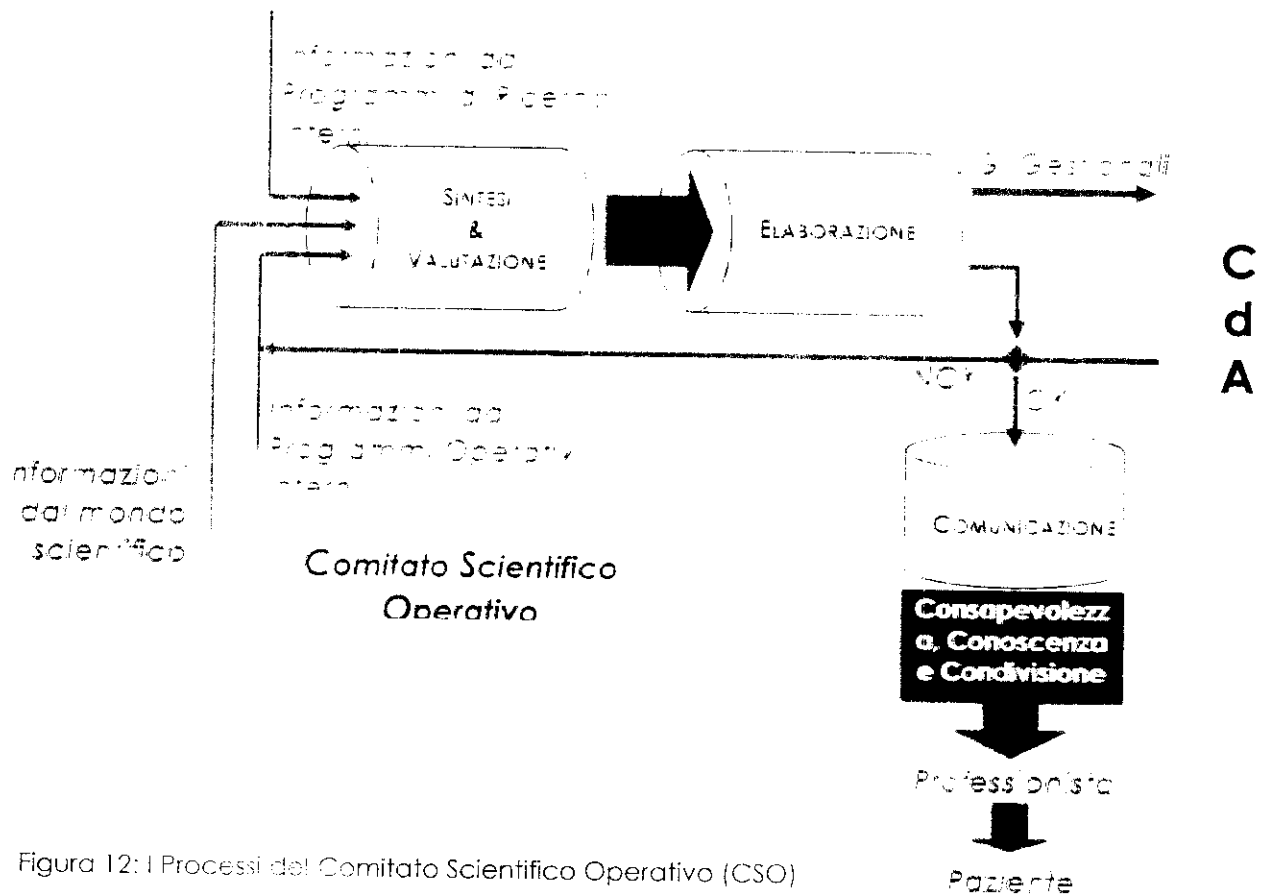 Informazioni da
Programmi di Ricerca
Interni
SINTESI
&
VALUTAZIONE
ELABORAZIONE
Gestionali
C
d
A
NOK
OK
Informazioni da
Programmi Operativi
Interni
Informazioni
dal mondo
scientifico
COMUNICAZIONE
Comitato Scientifico
Operativo
Consapevolezz
a, Conoscenza
e Condivisione
Professionista
Paziente
Figura 12: I Processi del Comitato Scientifico Operativo (CSO)